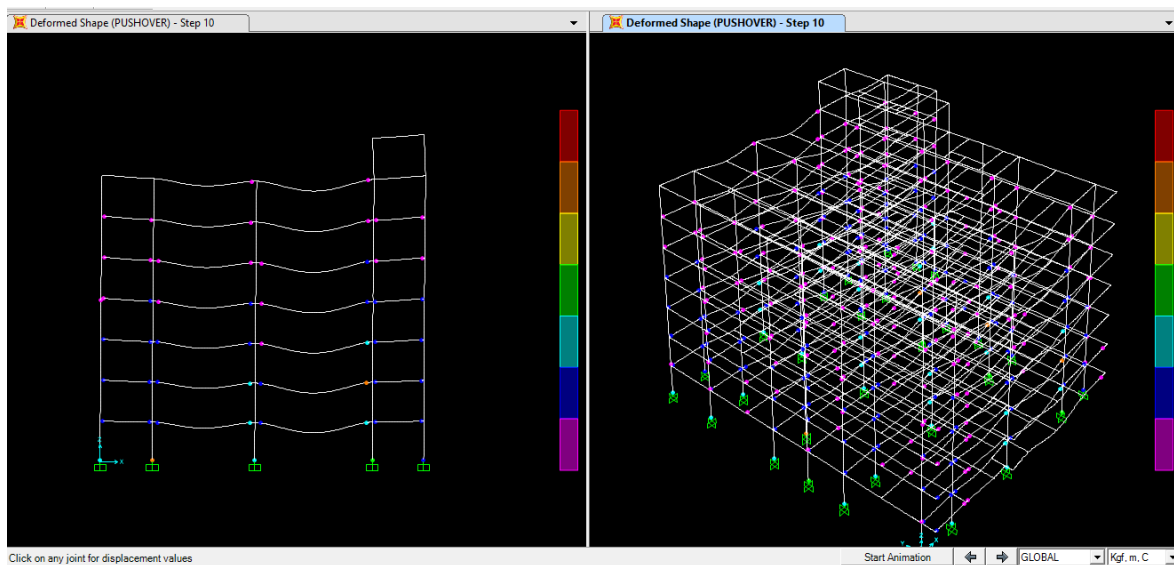 Deformed Shape (PUSHOVER) - Step 10
Deformed Shape (PUSHOVER) - Step 10
X
Click on any joint for displacement values
Start Animation
GLOBAL
Kgf, m, C